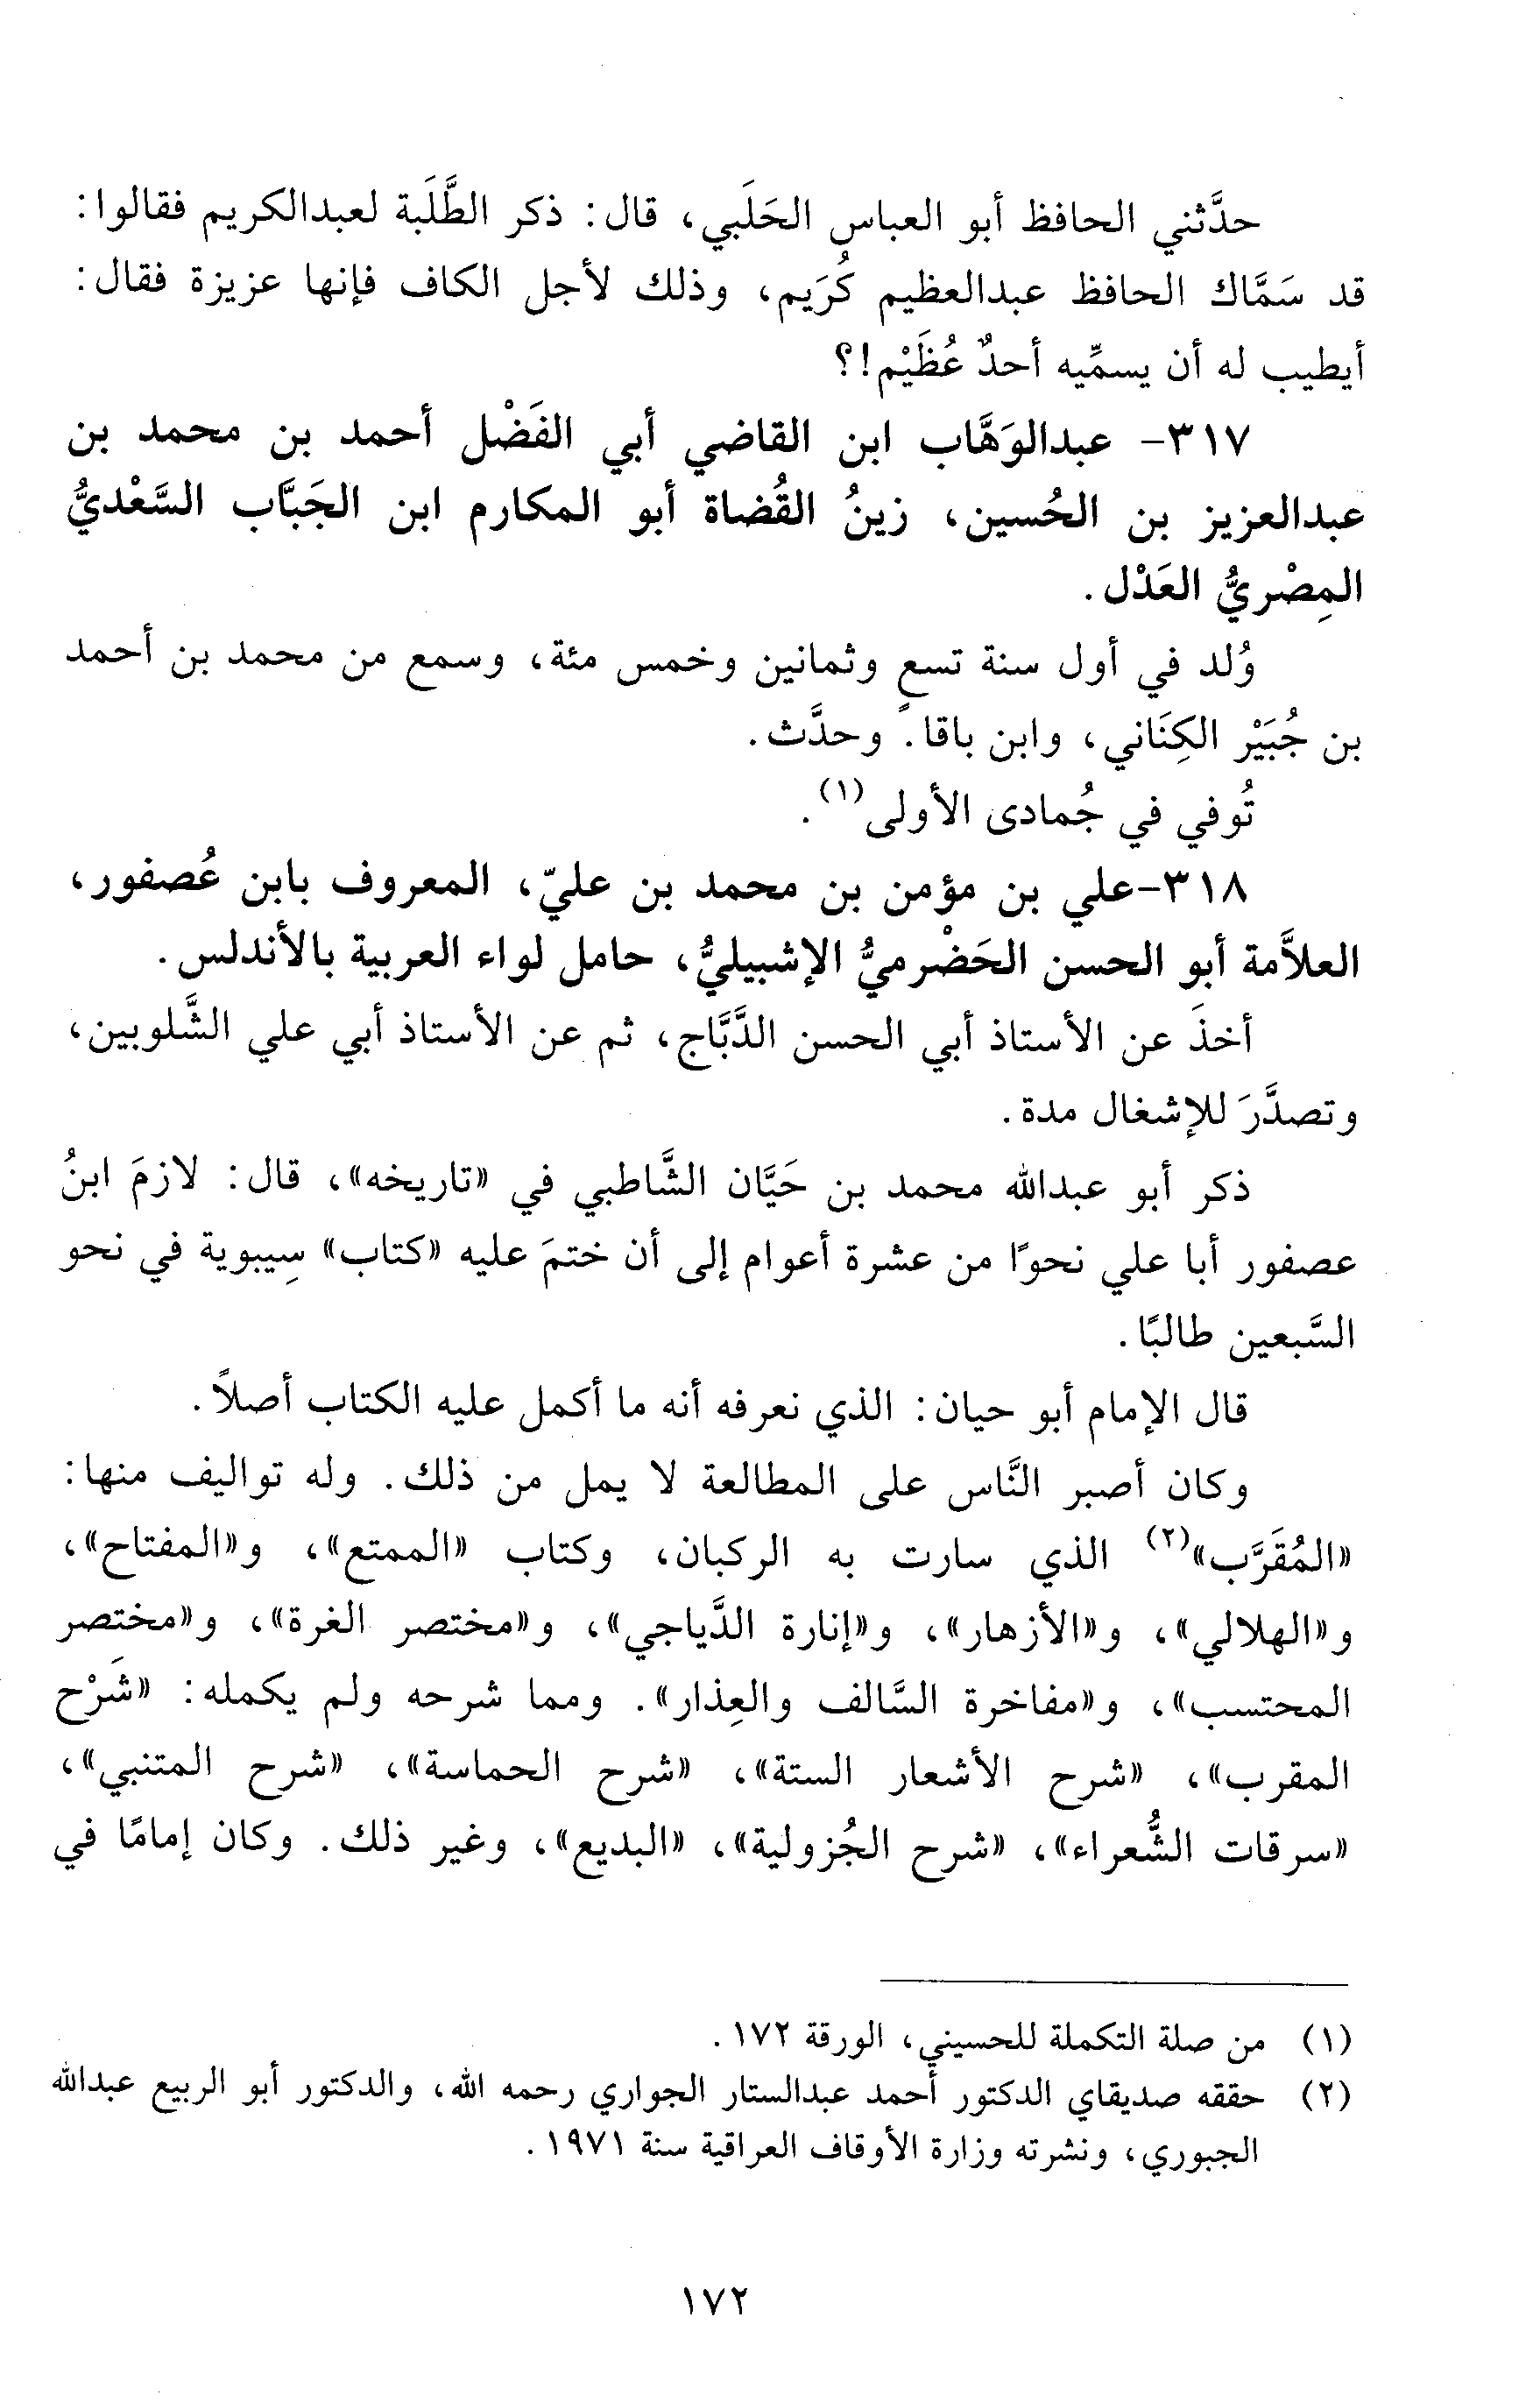 حدَّثني الحافظ أبو العباس الحَلَبي، قال: ذكر الطَّلَبة لعبدالكريم فقالوا:
قد سَمَّاك الحافظ عبدالعظيم كُرَيم، وذلك لأجل الكاف فإنها عزيزة فقال:
أيطيب له أن يسمِّيه أحدٌ عُظَيْم!؟
٣١٧- عبدالوَهَّاب ابن القاضي أبي الفَضْل أحمد بن محمد بن
عبدالعزيز بن الحُسين، زينُ القُضاة أبو المكارم ابن الجَبَّاب السَّعْديُّ
المِصْريُّ العَدْل.
وُلد في أول سنة تسعٍ وثمانين وخمس مئة، وسمع من محمد بن أحمد
بن جُبَيْر الكِنَاني، وابن باقا. وحدَّث.
تُوفي في جُمادى الأولى(١).
٣١٨-علي بن مؤمن بن محمد بن عليّ، المعروف بابن عُصفور،
العلاَّمة أبو الحسن الحَضْرميُّ الإشبيليُّ، حامل لواء العربية بالأندلس.
أخذَ عن الأستاذ أبي الحسن الدَّبَّاج، ثم عن الأستاذ أبي علي الشَّلوبين،
وتصدَّرَ للإشغال مدة.
ذكر أبو عبدالله محمد بن حَيَّان الشَّاطبي في «تاريخه»، قال: لازمَ ابنُ
عصفور أبا علي نحوًا من عشرة أعوام إلى أن ختمَ عليه «كتاب» سِيبوية في نحو
السَّبعين طالبًا.
قال الإمام أبو حيان: الذي نعرفه أنه ما أكمل عليه الكتاب أصلاً.
وكان أصبر النَّاس على المطالعة لا يمل من ذلك. وله تواليف منها:
«المُقَرَّب»(٢) الذي سارت به الركبان، وكتاب «الممتع»، و«المفتاح»،
و«الهلالي»، و«الأزهار»، و«إنارة الدَّياجي»، و«مختصر الغرة»، و«مختصر
المحتسب»، و«مفاخرة السَّالف والعِذار». ومما شرحه ولم يكمله: «شَرْح
المقرب»، «شرح الأشعار الستة»، «شرح الحماسة»، «شرح المتنبي»،
«سرقات الشُّعراء»، «شرح الجُزولية»، «البديع»، وغير ذلك. وكان إمامًا في
(١) من صلة التكملة للحسيني، الورقة ١٧٢.
(٢) حققه صديقاي الدكتور أحمد عبدالستار الجواري رحمه الله، والدكتور أبو الربيع عبدالله
الجبوري، ونشرته وزارة الأوقاف العراقية سنة ١٩٧١.
١٧٢